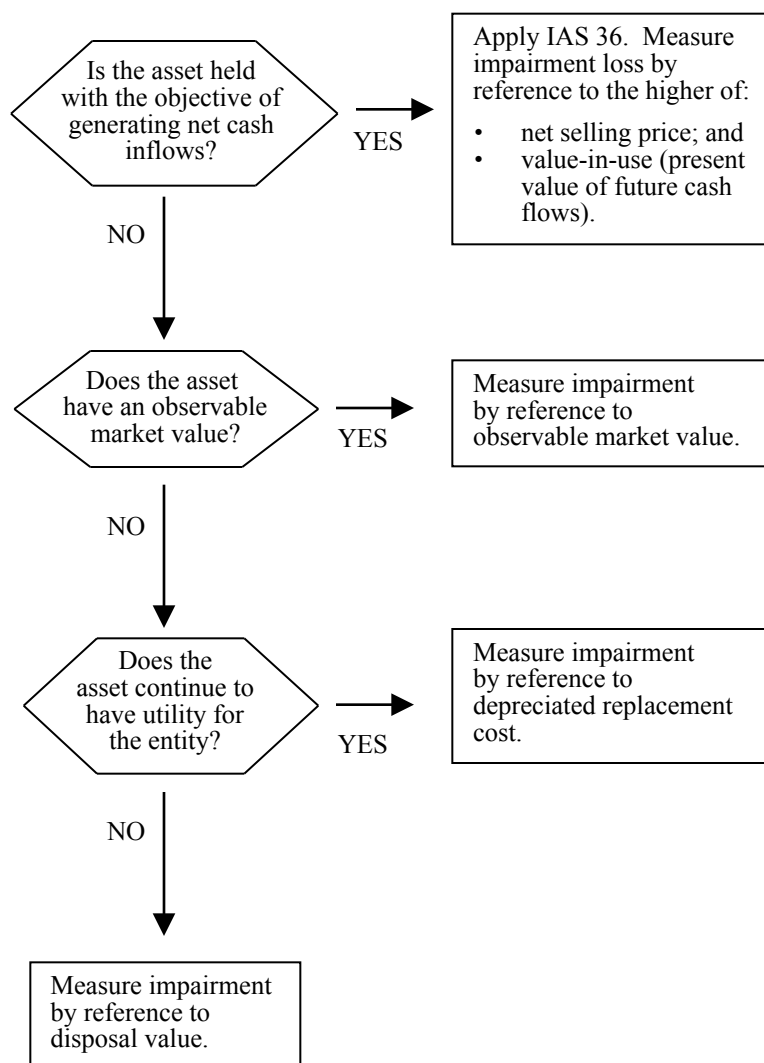 Is the asset held
with the objective of
generating net cash
inflows?
YES
Apply IAS 36.  Measure
impairment loss by
reference to the higher of:
• net selling price; and
• value-in-use (present
value of future cash
flows).
NO
Does the asset
have an observable
market value?
YES
Measure impairment
by reference to
observable market value.
NO
Does the
asset continue to
have utility for
the entity?
YES
Measure impairment
by reference to
depreciated replacement
cost.
NO
Measure impairment
by reference to
disposal value.